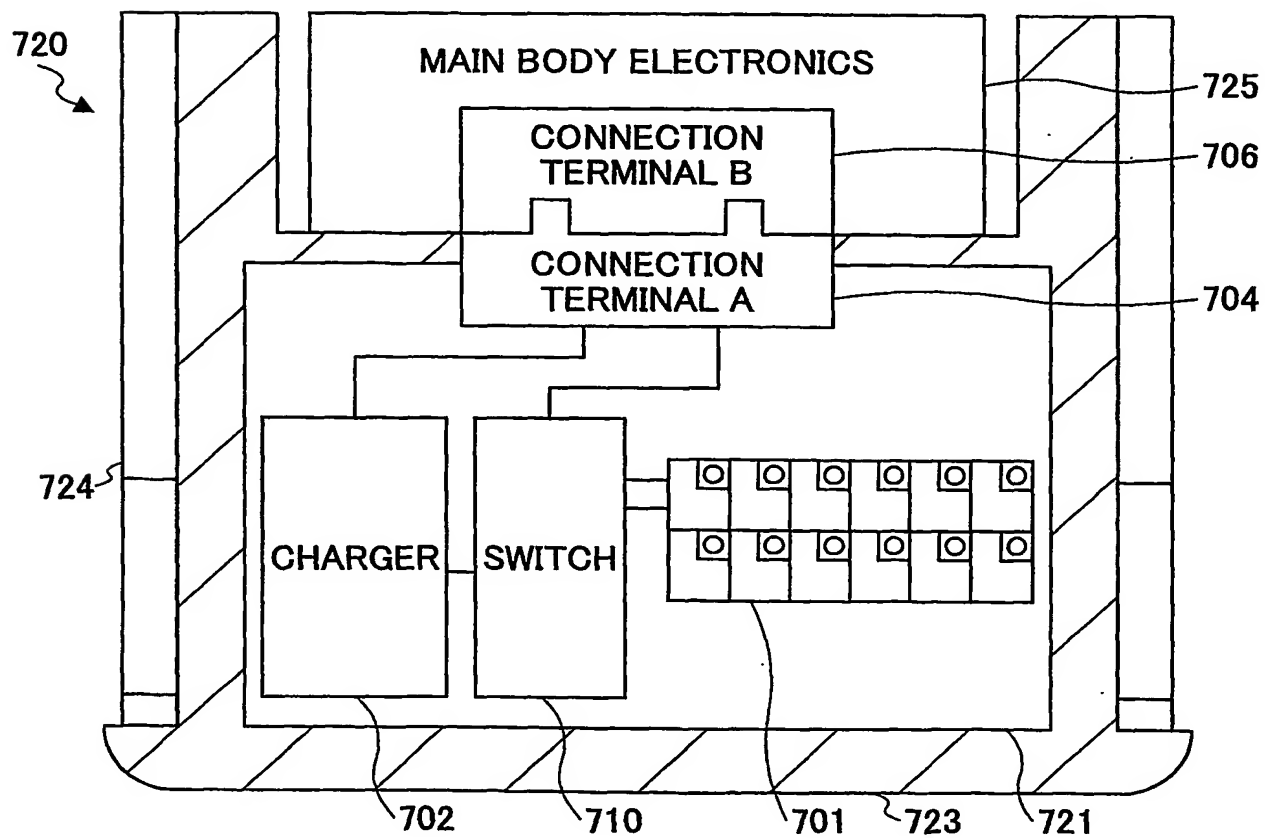 720
MAIN BODY ELECTRONICS
725
CONNECTION
TERMINAL B
706
CONNECTION
TERMINAL A
704
724
CHARGER
SWITCH
702
710
701
723
721